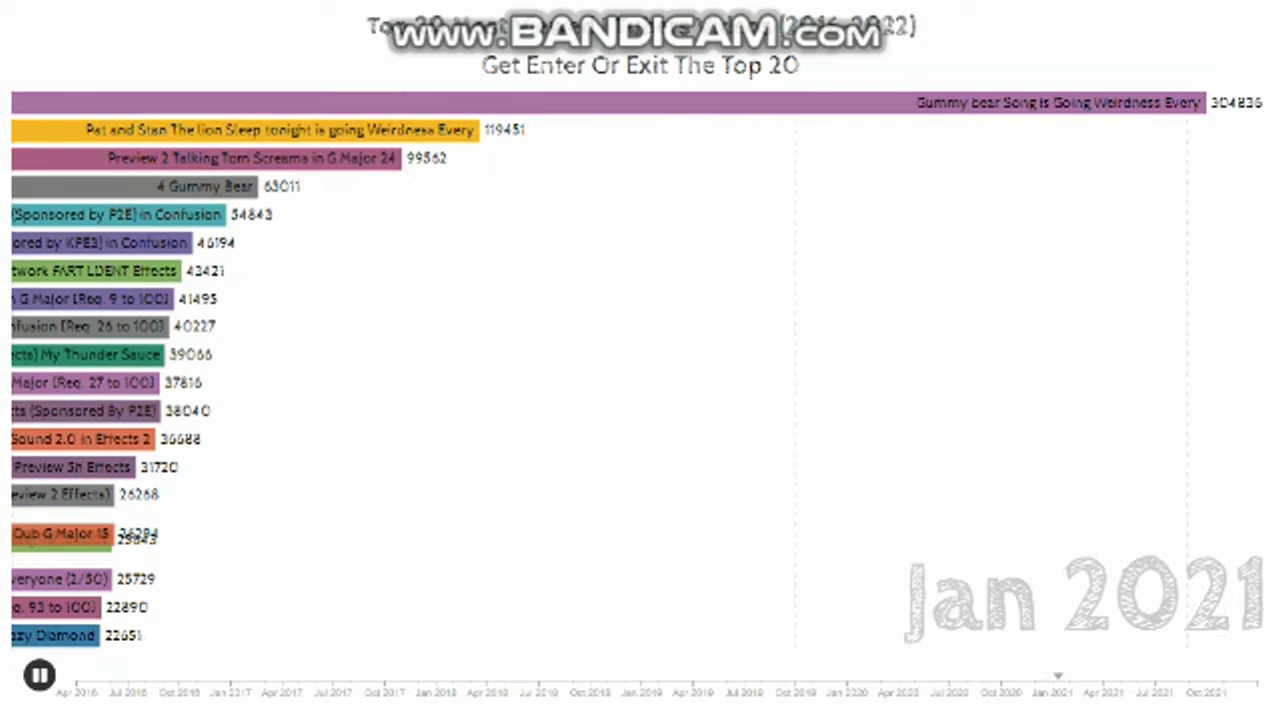 www.BANDICAM.com
2022)
Get Enter Or Exit The Top 20
Gummy bear Song is Going Weirdness Every 304836
Pat and Stan The lion Sleep tonight is going Weirdness Every 119451
Preview 2 Talking Tom Screams in G Major 24 99562
4 Gummy Bear 63011
(Sponsored by P2E) in Confusion 54843
ored by KPE3) in Confusion 46194
twork FART I.DENT Effects 43421
G Major (Req. 9 to 100) 41495
nfusion (Req. 26 to 100) 40227
ects) My Thunder Sauce 39066
Major (Req. 27 to 100) 37816
ts (Sponsored By P2E) 38040
Sound 2.0 in Effects 2 36688
Preview 5h Effects 31720
eview 2 Effects) 26268
Dub G Major 15
veryone (2/50) 25729
q. 93 to 100) 22890
azy Diamond 22651
Jan 2021
Apr 2016 Jul 2016 Oct 2016 Jan 2017 Apr 2017 Jul 2017 Oct 2017 Jan 2018 Apr 2018 Jul 2018 Oct 2018 Jan 2019 Apr 2019 Jul 2019 Oct 2019 Jan 2020 Apr 2020 Jul 2020 Oct 2020 Jan 2021 Apr 2021 Jul 2021 Oct 2021